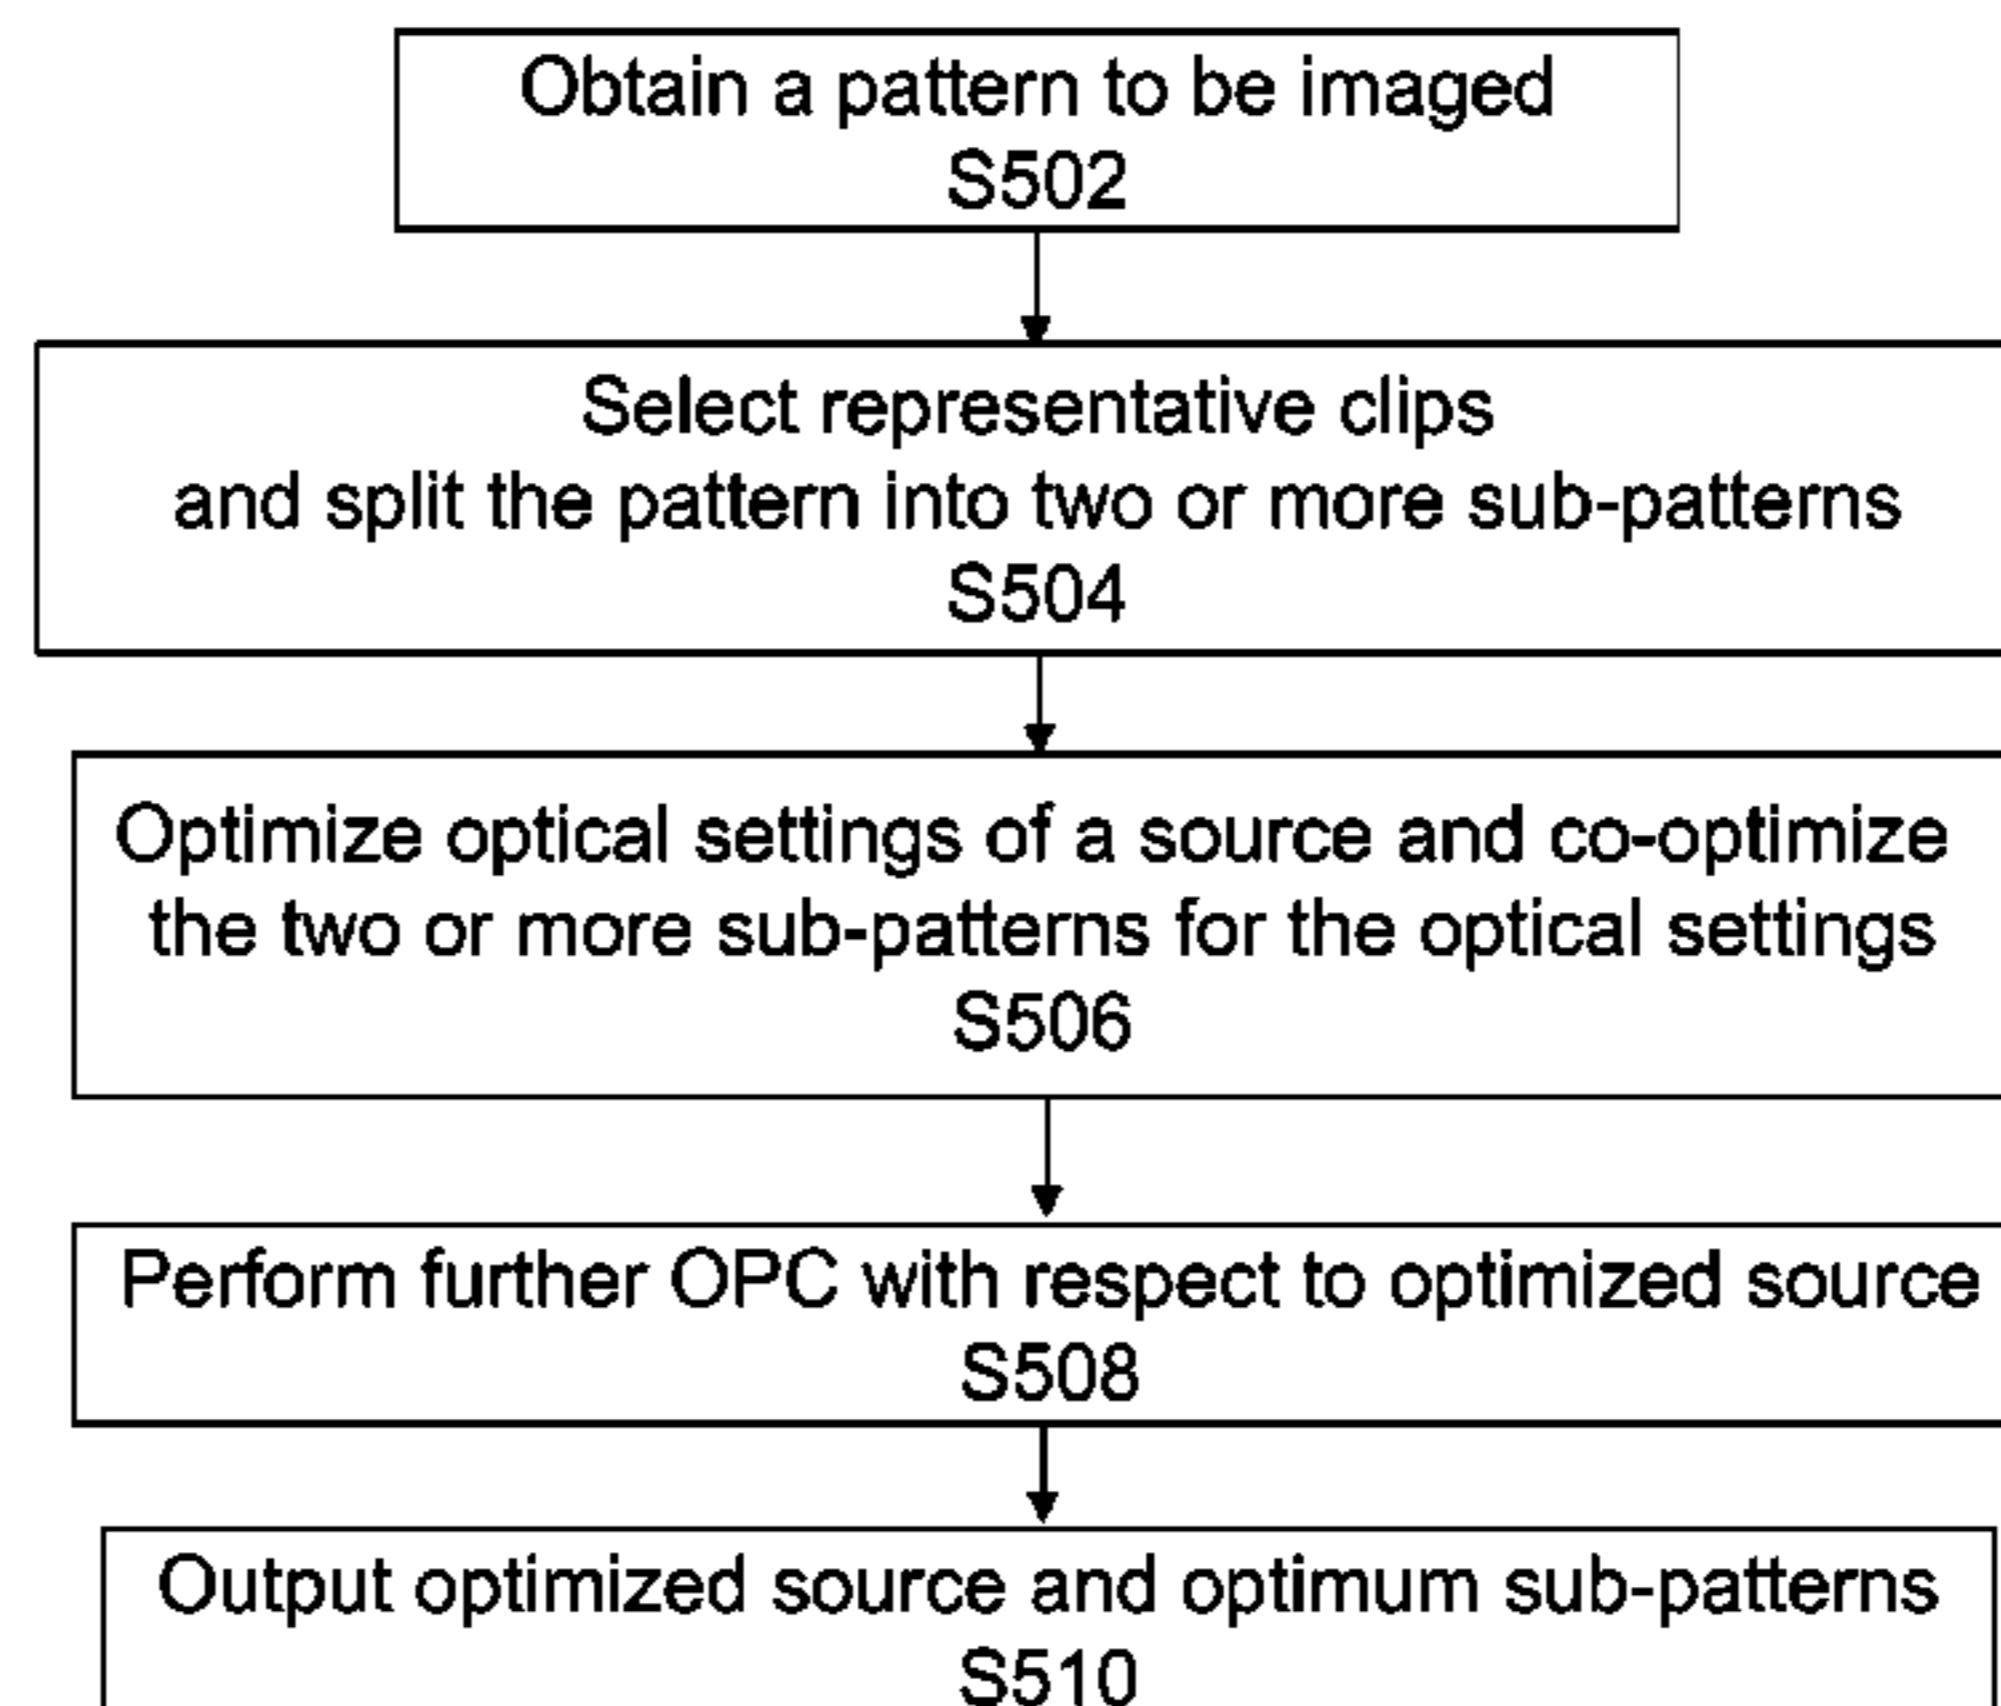 Obtain a pattern to be imaged
S502
Select representative clips
and split the pattern into two or more sub-patterns
S504
Optimize optical settings of a source and co-optimize
the two or more sub-patterns for the optical settings
S506
Perform further OPC with respect to optimized source
S508
Output optimized source and optimum sub-patterns
S510